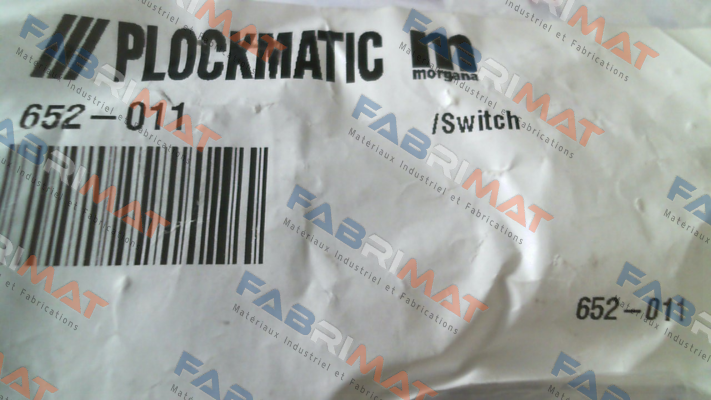 PLOCKMATIC m morgana
652-011
/Switch
652-011
FABRIMAT
Matériaux Industriel et Fabrications